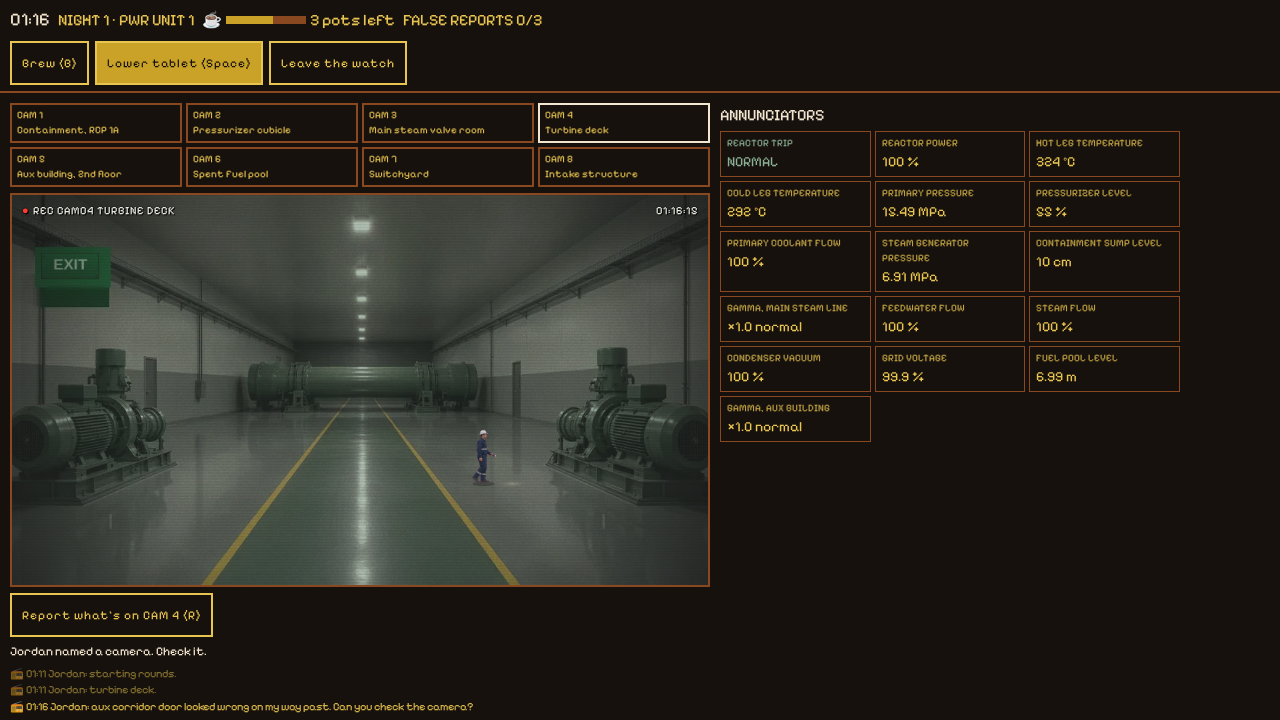 01:16 NIGHT 1 · PWR UNIT 1 3 pots left FALSE REPORTS 0/3
Brew (B) Lower tablet (Space) Leave the watch
CAM 1
Containment, RCP 1A
CAM 2
Pressurizer cubicle
CAM 3
Main steam valve room
CAM 4
Turbine deck
CAM 5
Aux building, 2nd floor
CAM 6
Spent fuel pool
CAM 7
Switchyard
CAM 8
Intake structure
REC CAM04 TURBINE DECK 01:16:15
EXIT
Report what's on CAM 4 (R)
Jordan named a camera. Check it.
01:11 Jordan: starting rounds.
01:11 Jordan: turbine deck.
01:16 Jordan: aux corridor door looked wrong on my way past. Can you check the camera?
ANNUNCIATORS
REACTOR TRIP
NORMAL
REACTOR POWER
100 %
HOT LEG TEMPERATURE
324 °C
COLD LEG TEMPERATURE
292 °C
PRIMARY PRESSURE
15.49 MPa
PRESSURIZER LEVEL
55 %
PRIMARY COOLANT FLOW
100 %
STEAM GENERATOR
PRESSURE
6.91 MPa
CONTAINMENT SUMP LEVEL
10 cm
GAMMA, MAIN STEAM LINE
×1.0 normal
FEEDWATER FLOW
100 %
STEAM FLOW
100 %
CONDENSER VACUUM
100 %
GRID VOLTAGE
99.9 %
FUEL POOL LEVEL
6.99 m
GAMMA, AUX BUILDING
×1.0 normal